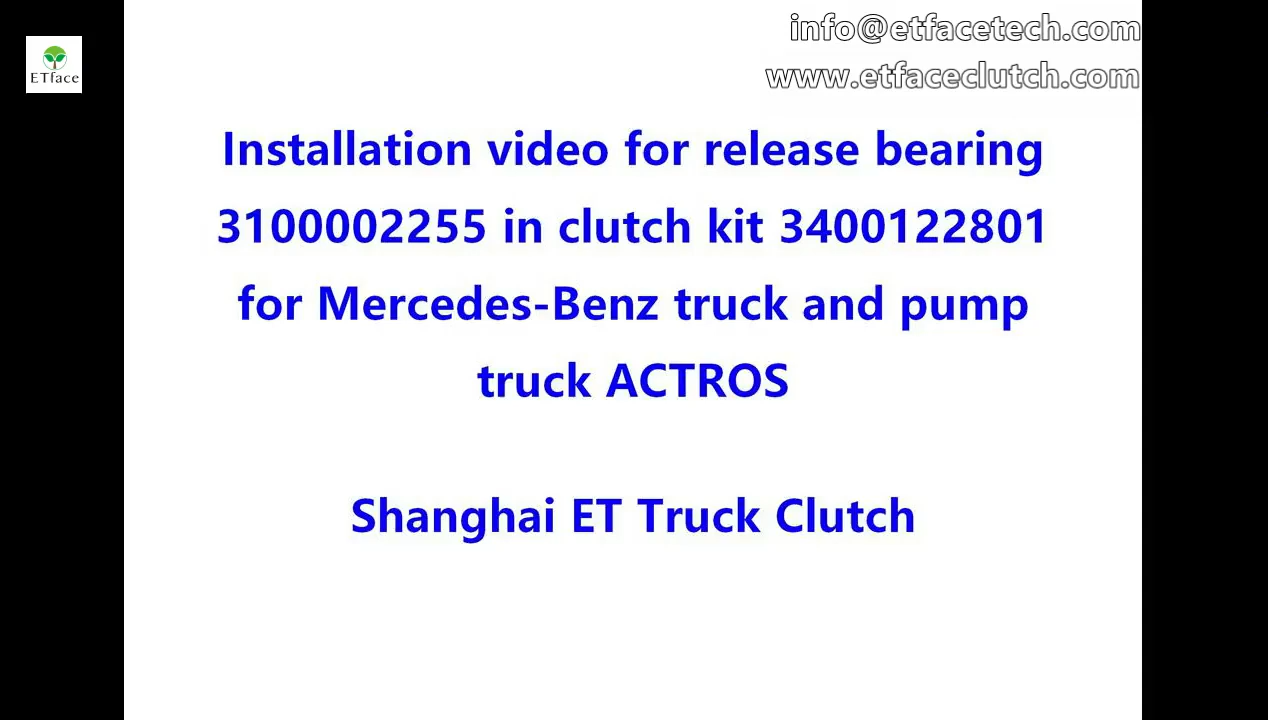 info@etfacetech.com
ETface
www.etfaceclutch.com
Installation video for release bearing
3100002255 in clutch kit 3400122801
for Mercedes-Benz truck and pump
truck ACTROS
Shanghai ET Truck Clutch